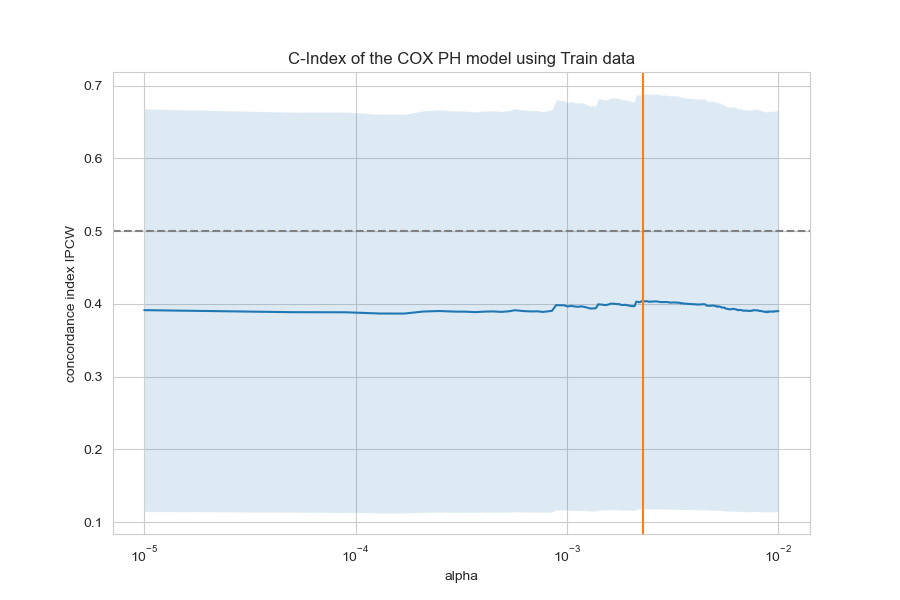 C-Index of the COX PH model using Train data
0.7
0.6
0.5
0.4
0.3
0.2
0.1
concordance index IPCW
10⁻⁵ 10⁻⁴ 10⁻³ 10⁻²
alpha